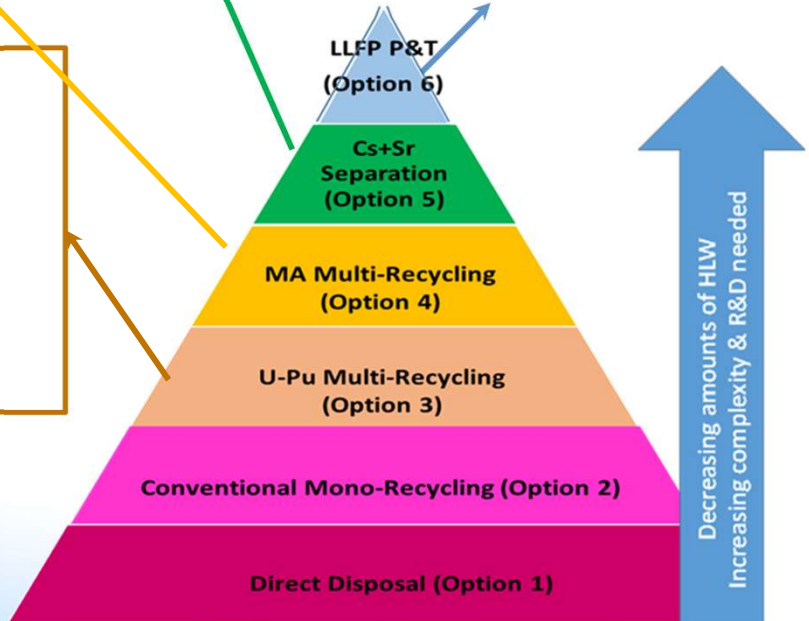 LLFP P&T
(Option 6)
Cs+Sr
Separation
(Option 5)
MA Multi-Recycling
(Option 4)
U-Pu Multi-Recycling
(Option 3)
Conventional Mono-Recycling (Option 2)
Direct Disposal (Option 1)
Decreasing amounts of HLW
Increasing complexity & R&D needed